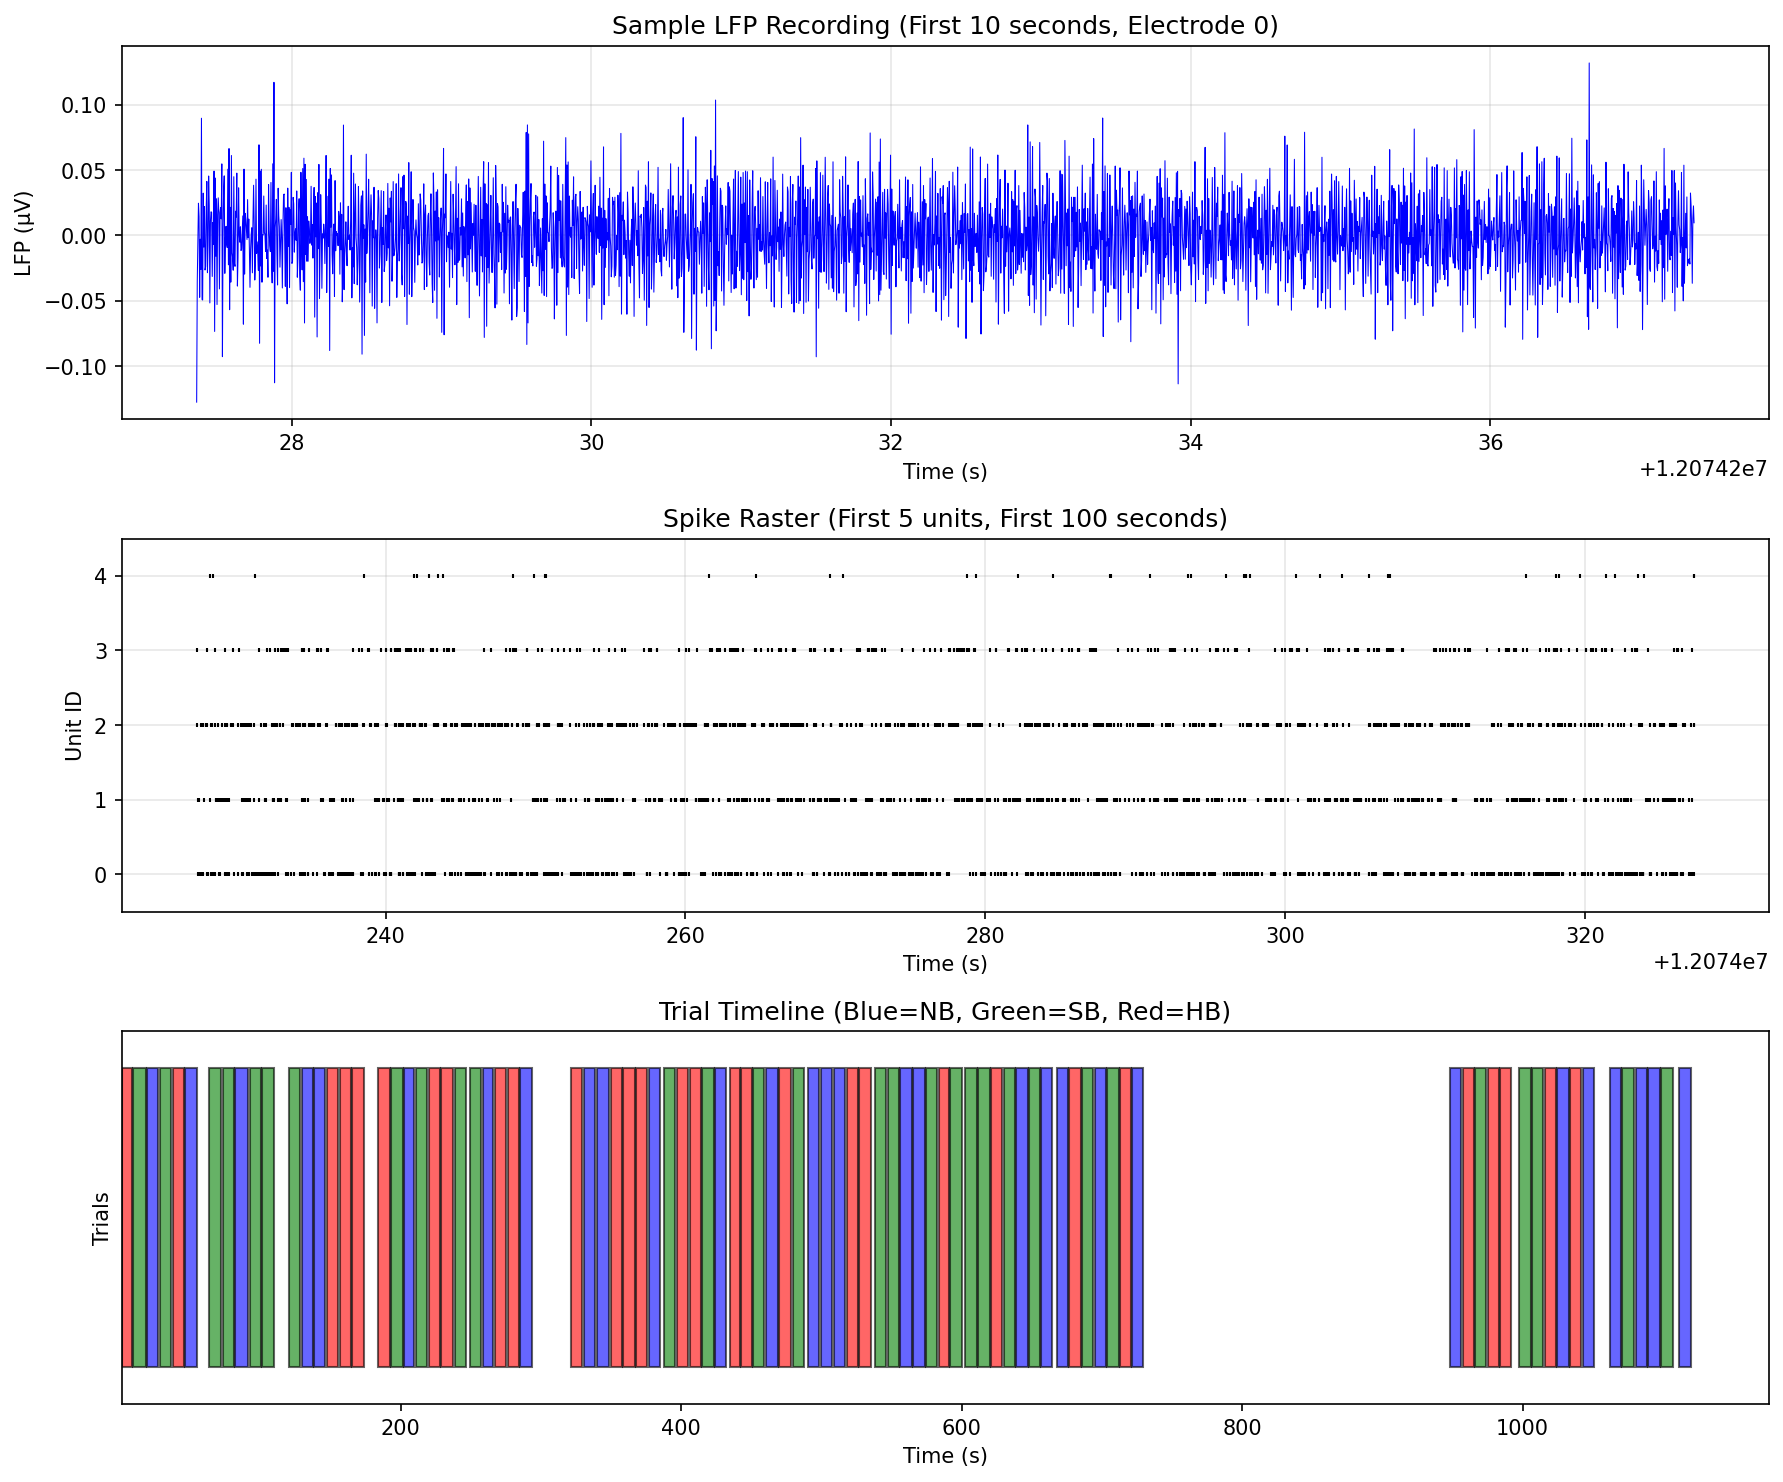 Sample LFP Recording (First 10 seconds, Electrode 0)
LFP (µV)
0.10
0.05
0.00
−0.05
−0.10
28 30 32 34 36
Time (s)
+1.20742e7
Spike Raster (First 5 units, First 100 seconds)
Unit ID
4
3
2
1
0
240 260 280 300 320
Time (s)
+1.2074e7
Trial Timeline (Blue=NB, Green=SB, Red=HB)
Trials
200 400 600 800 1000
Time (s)